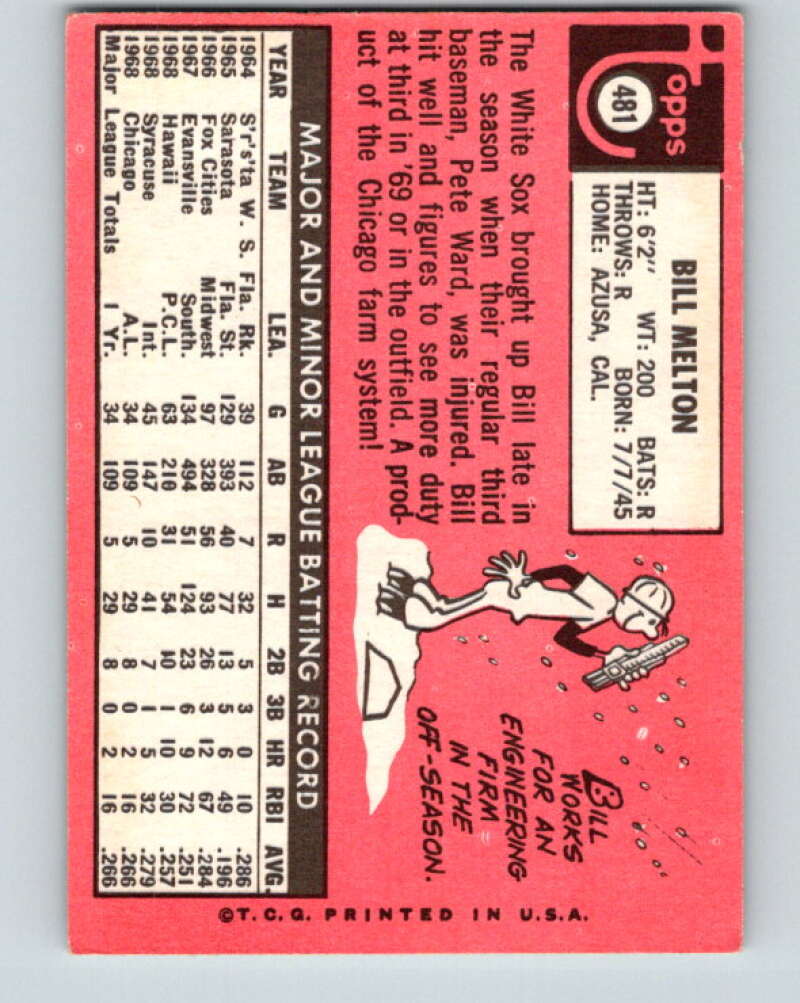 Topps
481
BILL MELTON
HT: 6'2" WT: 200 BATS: R
THROWS: R BORN: 7/7/45
HOME: AZUSA, CAL.
The White Sox brought up Bill late in
the season when their regular third
baseman, Pete Ward, was injured. Bill
hit well and figures to see more duty
at third in '69 or in the outfield. A prod-
uct of the Chicago farm system!
BILL
WORKS
FOR AN
ENGINEERING
FIRM
IN THE
OFF-SEASON.
MAJOR AND MINOR LEAGUE BATTING RECORD
YEAR TEAM LEA. G AB R H 2B 3B HR RBI AVG.
1964 S'r's'ta W. S. Fla. Rk. 39 112 7 32 5 3 0 10 .286
1965 Sarasota Fla. St. 129 393 40 77 13 5 6 49 .196
1966 Fox Cities Midwest 97 328 56 93 26 3 12 67 .284
1967 Evansville South. 134 494 51 124 23 6 9 72 .251
1968 Hawaii P.C.L. 63 210 31 54 10 1 10 30 .257
1968 Syracuse Int. 45 147 10 41 7 1 5 32 .279
1968 Chicago A.L. 34 109 5 29 8 0 2 16 .266
Major League Totals 1 Yr. 34 109 5 29 8 0 2 16 .266
©T.C.G. PRINTED IN U.S.A.